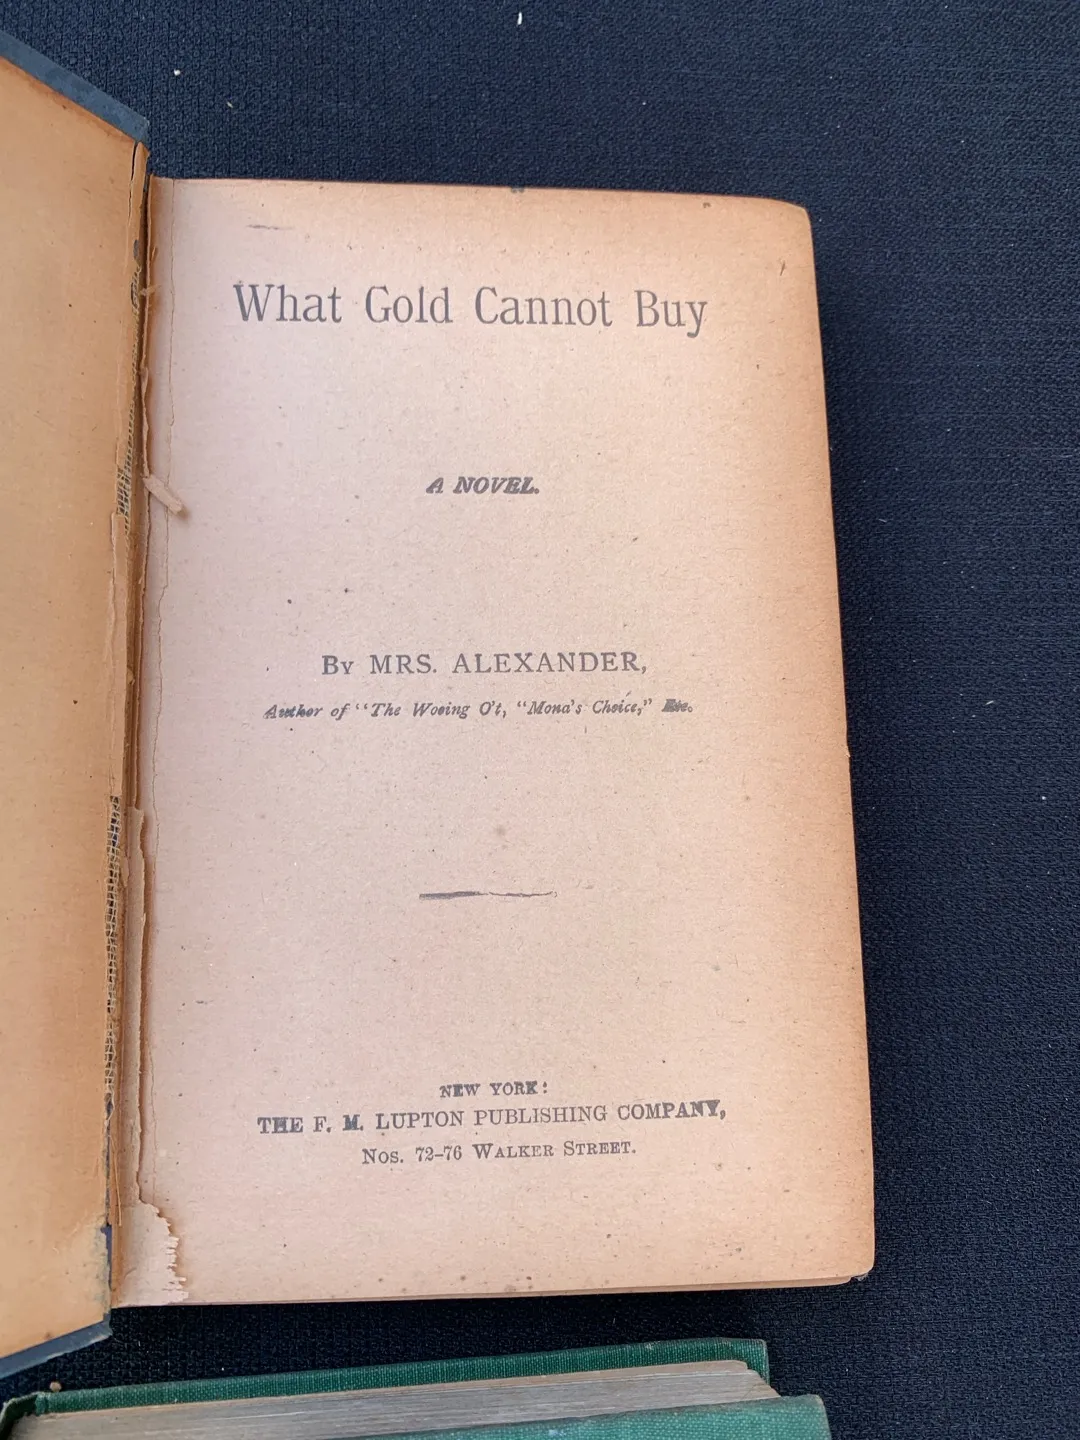 What Gold Cannot Buy
A NOVEL.
By MRS. ALEXANDER,
Author of "The Wooing O't, "Mona's Choice," Etc.
NEW YORK:
THE F. M. LUPTON PUBLISHING COMPANY,
Nos. 72-76 Walker Street.